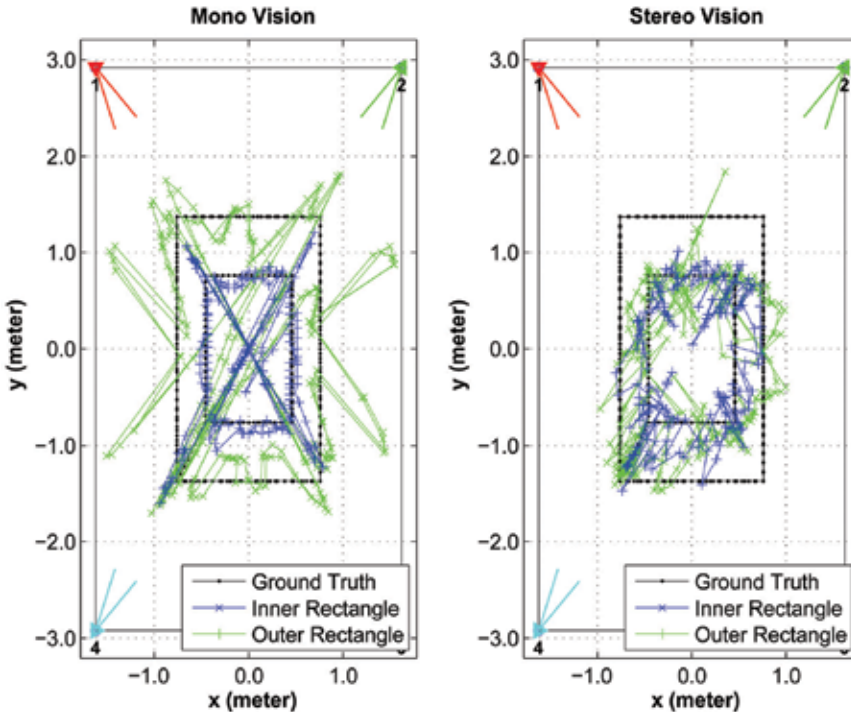 Mono Vision
3.0
2.0
1.0
0.0
−1.0
−2.0
−3.0
y (meter)
1
2
4
Ground Truth
Inner Rectangle
Outer Rectangle
−1.0 0.0 1.0
x (meter)
Stereo Vision
3.0
2.0
1.0
0.0
−1.0
−2.0
−3.0
y (meter)
1
2
4
Ground Truth
Inner Rectangle
Outer Rectangle
−1.0 0.0 1.0
x (meter)